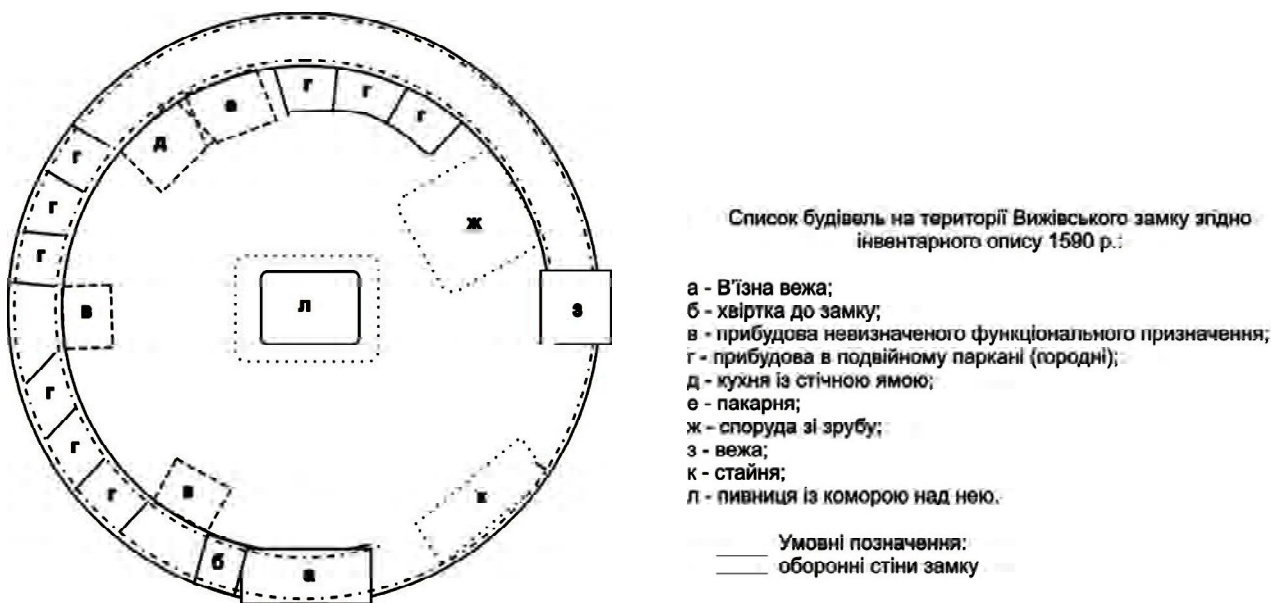 г
г
г
е
д
г
г
г
ж
в
л
з
г
г
г
в
к
б
а
Список будівель на території Вижівського замку згідно
інвентарного опису 1590 р.:
а - В'їзна вежа;
б - хвіртка до замку;
в - прибудова невизначеного функціонального призначення;
г - прибудова в подвійному паркані (городні);
д - кухня із стічною ямою;
е - пакарня;
ж - споруда зі зрубу;
з - вежа;
к - стайня;
л - пивниця із коморою над нею.
Умовні позначення:
оборонні стіни замку